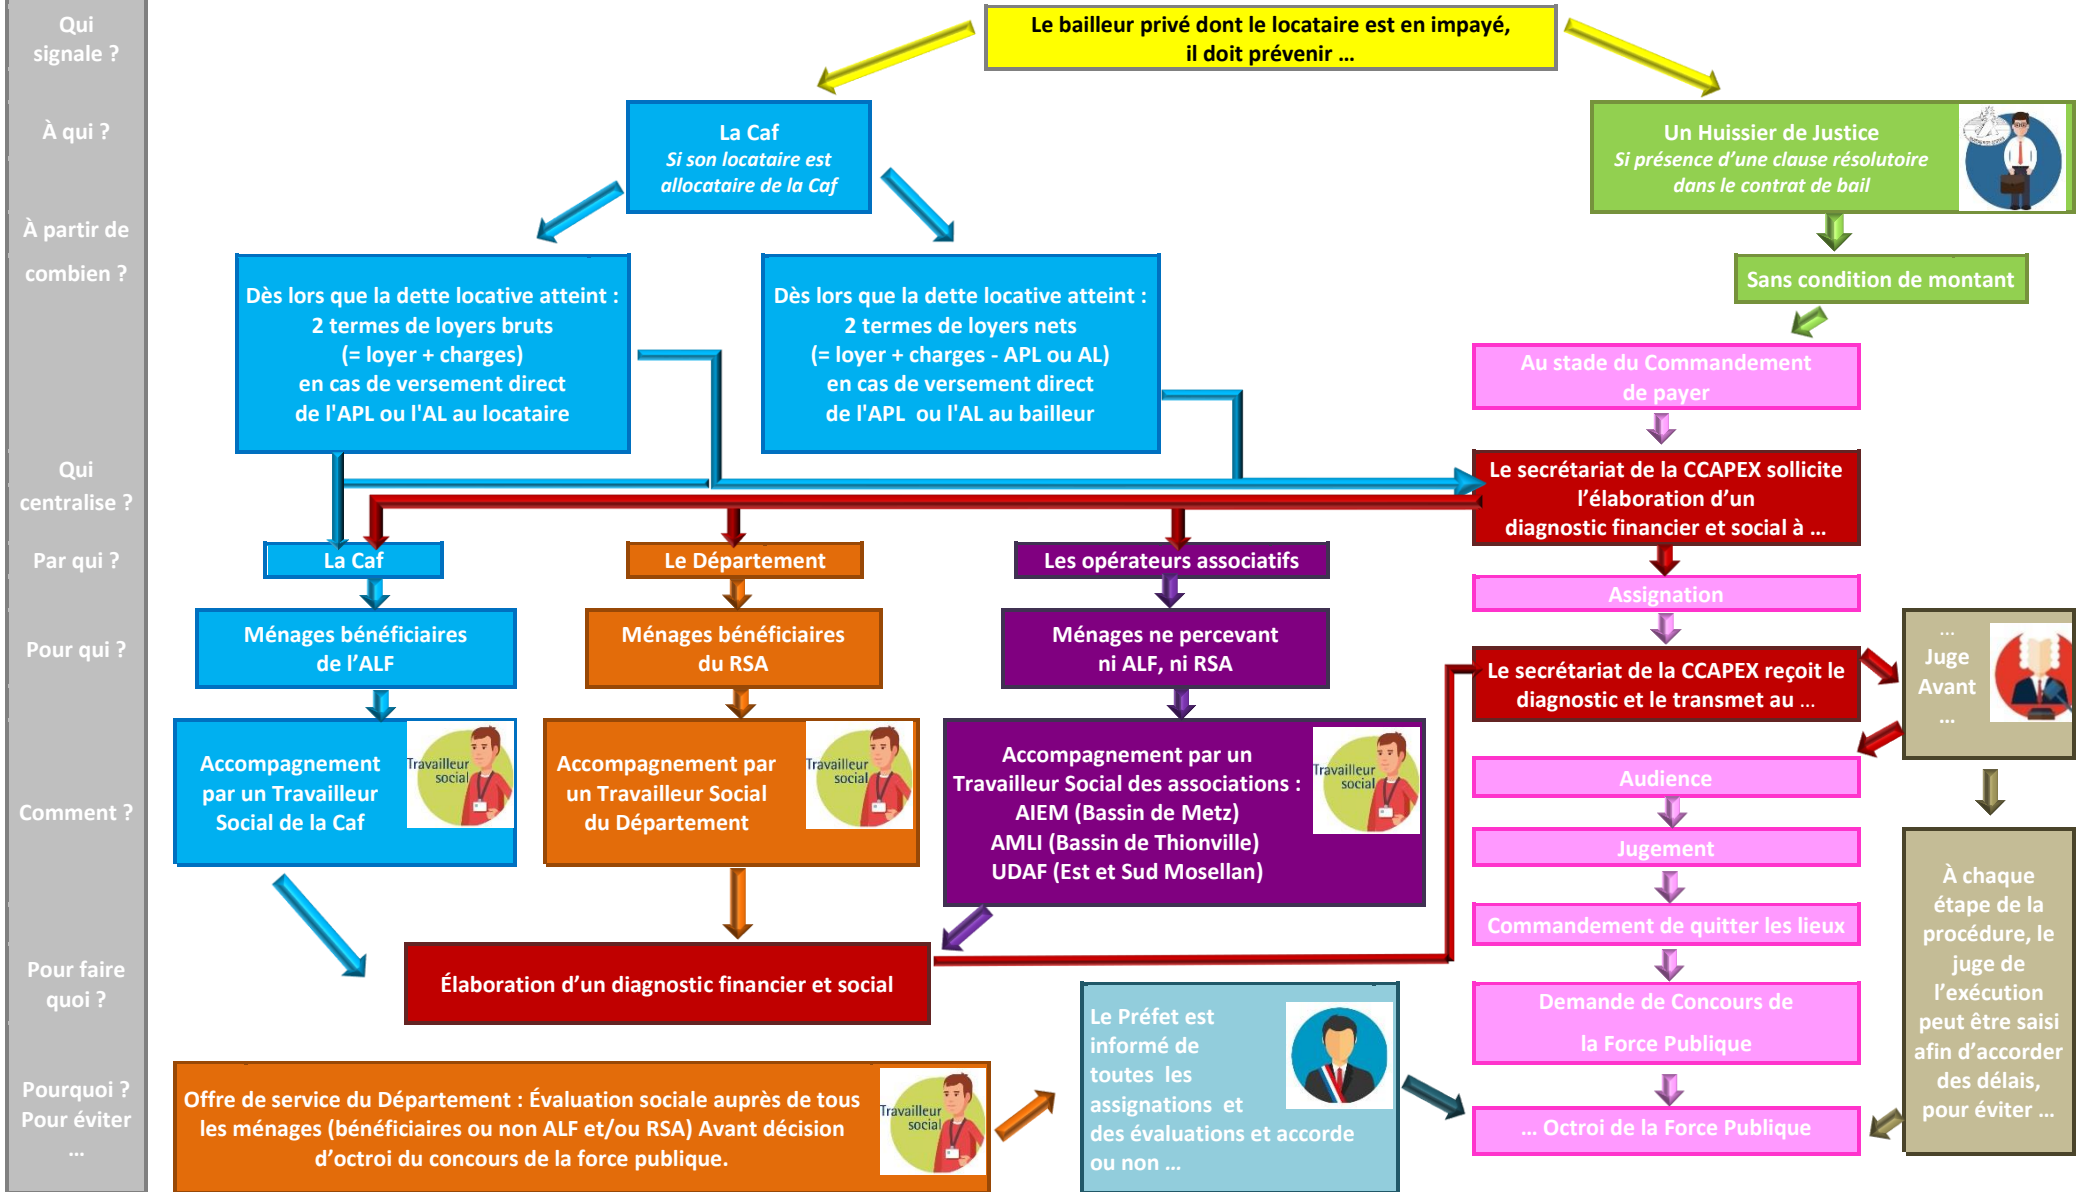 Qui
signale ?
À qui ?
À partir de
combien ?
Qui
centralise ?
Par qui ?
Pour qui ?
Comment ?
Pour faire
quoi ?
Pourquoi ?
Pour éviter
...
Le bailleur privé dont le locataire est en impayé,
il doit prévenir ...
La Caf
Si son locataire est
allocataire de la Caf
Un Huissier de Justice
Si présence d'une clause résolutoire
dans le contrat de bail
Dès lors que la dette locative atteint :
2 termes de loyers bruts
(= loyer + charges)
en cas de versement direct
de l'APL ou l'AL au locataire
Dès lors que la dette locative atteint :
2 termes de loyers nets
(= loyer + charges - APL ou AL)
en cas de versement direct
de l'APL ou l'AL au bailleur
Sans condition de montant
Au stade du Commandement
de payer
Le secrétariat de la CCAPEX sollicite
l'élaboration d'un
diagnostic financier et social à ...
La Caf
Le Département
Les opérateurs associatifs
Assignation
Ménages bénéficiaires
de l'ALF
Ménages bénéficiaires
du RSA
Ménages ne percevant
ni ALF, ni RSA
Le secrétariat de la CCAPEX reçoit le
diagnostic et le transmet au ...
...
Juge
Avant
...
Accompagnement
par un Travailleur
Social de la Caf
Travailleur
social
Accompagnement par
un Travailleur Social
du Département
Travailleur
social
Accompagnement par un
Travailleur Social des associations :
AIEM (Bassin de Metz)
AMLI (Bassin de Thionville)
UDAF (Est et Sud Mosellan)
Travailleur
social
Audience
Jugement
Commandement de quitter les lieux
Demande de Concours de
la Force Publique
... Octroi de la Force Publique
À chaque
étape de la
procédure, le
juge de
l'exécution
peut être saisi
afin d'accorder
des délais,
pour éviter ...
Élaboration d'un diagnostic financier et social
Offre de service du Département : Évaluation sociale auprès de tous
les ménages (bénéficiaires ou non ALF et/ou RSA) Avant décision
d'octroi du concours de la force publique.
Travailleur
social
Le Préfet est
informé de
toutes les
assignations et
des évaluations et accorde
ou non ...